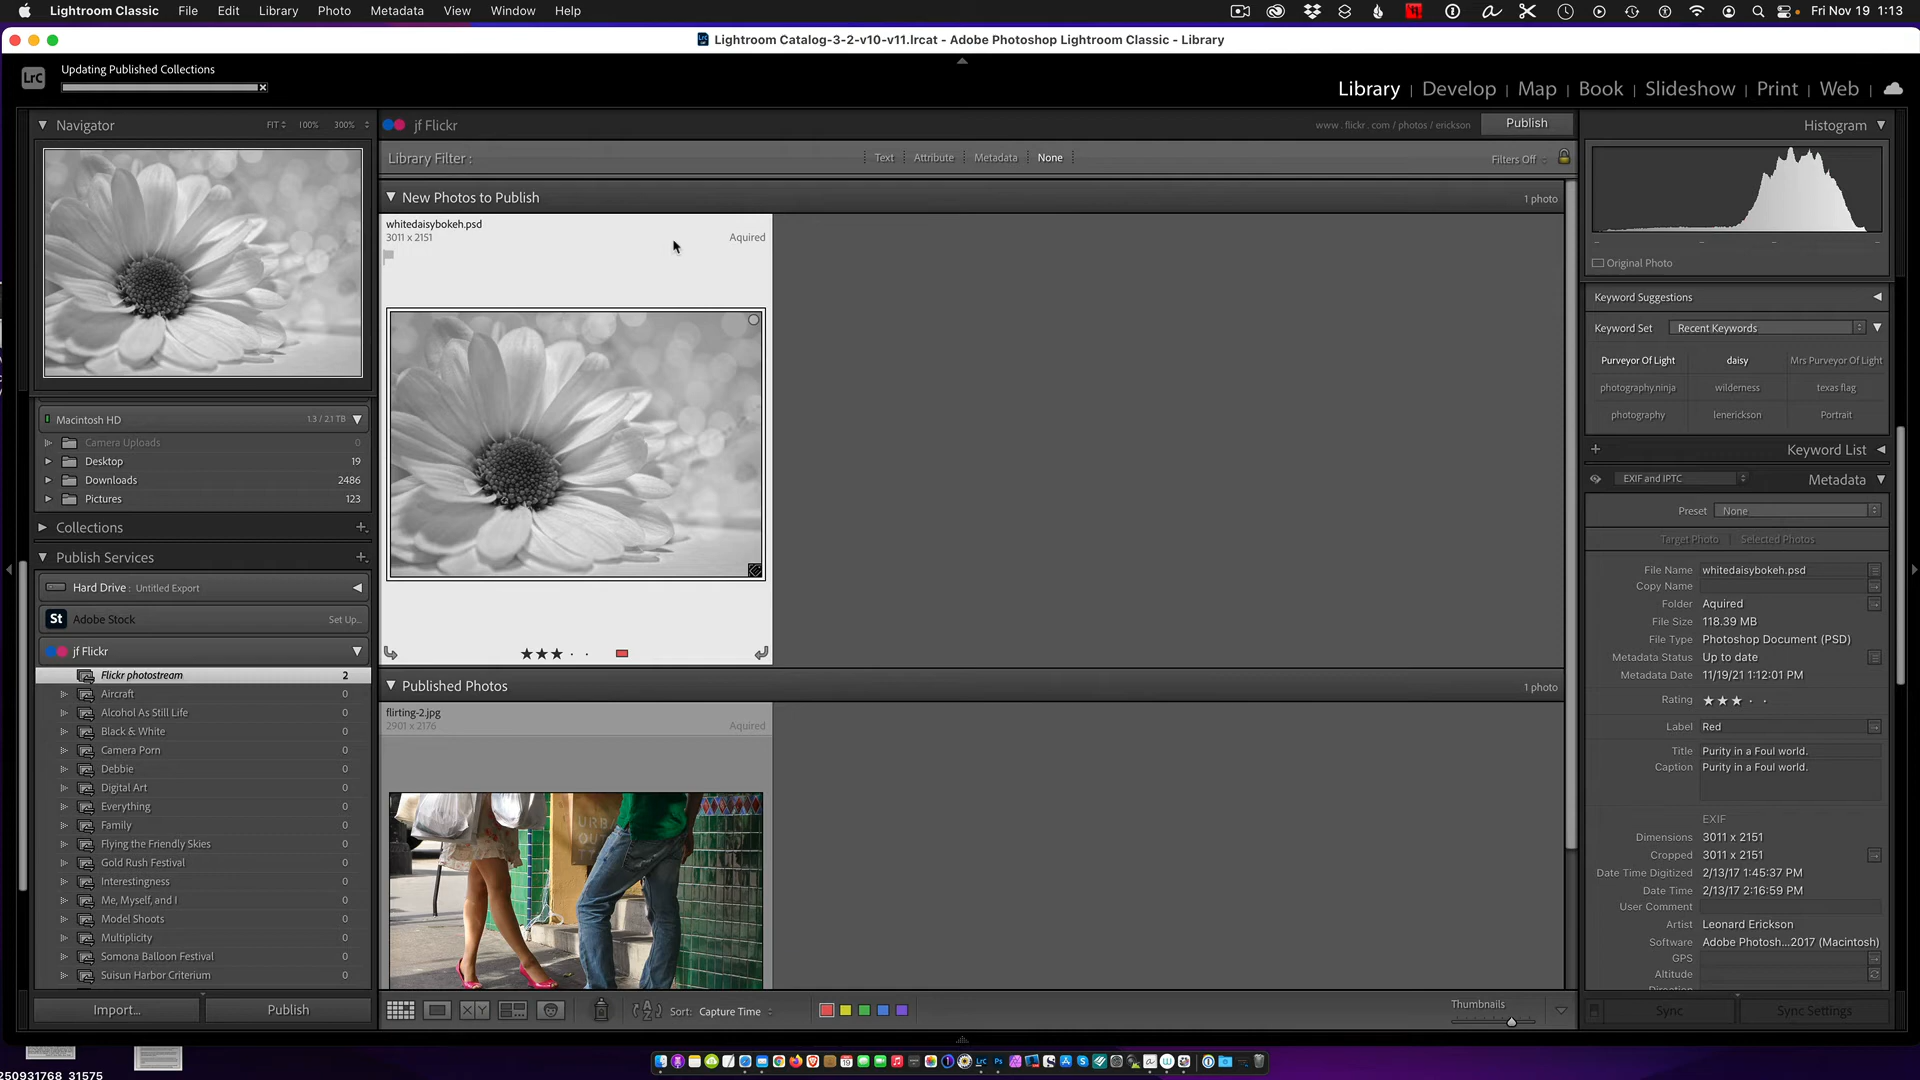 Lightroom Classic File Edit Library Photo Metadata View Window Help Fri Nov 19 1:13
Lightroom Catalog-3-2-v10-v11.lrcat - Adobe Photoshop Lightroom Classic - Library
LrC Updating Published Collections
Library | Develop | Map | Book | Slideshow | Print | Web
Navigator FIT 100% 300%
jf Flickr www.flickr.com/photos/erickson Publish
Histogram
Library Filter : Text Attribute Metadata None Filters Off
New Photos to Publish 1 photo
whitedaisybokeh.psd
3011 x 2151 Aquired
Original Photo
Keyword Suggestions
Keyword Set Recent Keywords
Purveyor Of Light daisy Mrs Purveyor Of Light
photography.ninja wilderness texas flag
photography lenerickson Portrait
Keyword List
EXIF and IPTC Metadata
Preset None
Target Photo Selected Photos
File Name whitedaisybokeh.psd
Copy Name
Folder Aquired
File Size 118.39 MB
File Type Photoshop Document (PSD)
Metadata Status Up to date
Metadata Date 11/19/21 1:12:01 PM
Rating
Label Red
Title Purity in a Foul world.
Caption Purity in a Foul world.
EXIF
Dimensions 3011 x 2151
Cropped 3011 x 2151
Date Time Digitized 2/13/17 1:45:37 PM
Date Time 2/13/17 2:16:59 PM
User Comment
Artist Leonard Erickson
Software Adobe Photosh...2017 (Macintosh)
GPS
Altitude
Sync Sync Settings
Macintosh HD 1.3 / 2.1 TB
Camera Uploads 0
Desktop 19
Downloads 2486
Pictures 123
Collections
Publish Services
Hard Drive : Untitled Export
St Adobe Stock Set Up...
jf Flickr
Flickr photostream 2
Aircraft 0
Alcohol As Still Life 0
Black & White 0
Camera Porn 0
Debbie 0
Digital Art 0
Everything 0
Family 0
Flying the Friendly Skies 0
Gold Rush Festival 0
Interestingness 0
Me, Myself, and I 0
Model Shoots 0
Multiplicity 0
Somona Balloon Festival 0
Suisun Harbor Criterium 0
Import... Publish
Published Photos 1 photo
flirting-2.jpg
2901 x 2176 Aquired
URB
OU
Sort: Capture Time Thumbnails
250931768_31575